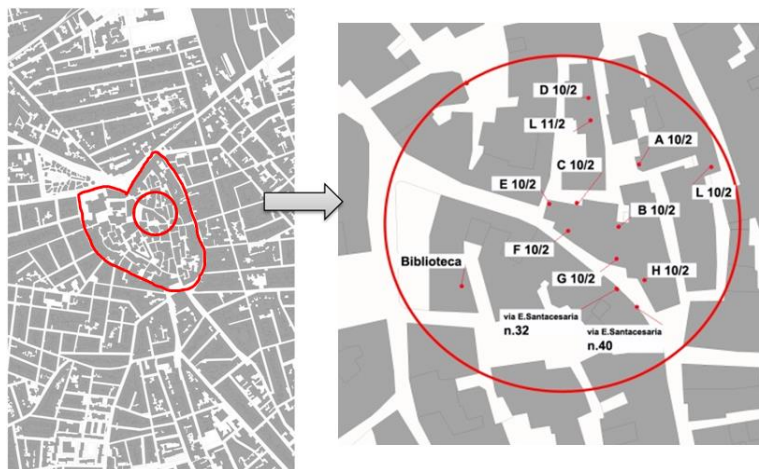 D 10/2
L 11/2
A 10/2
C 10/2
E 10/2
L 10/2
B 10/2
F 10/2
Biblioteca
G 10/2
H 10/2
via E.Santacesaria
n.32
via E.Santacesaria
n.40